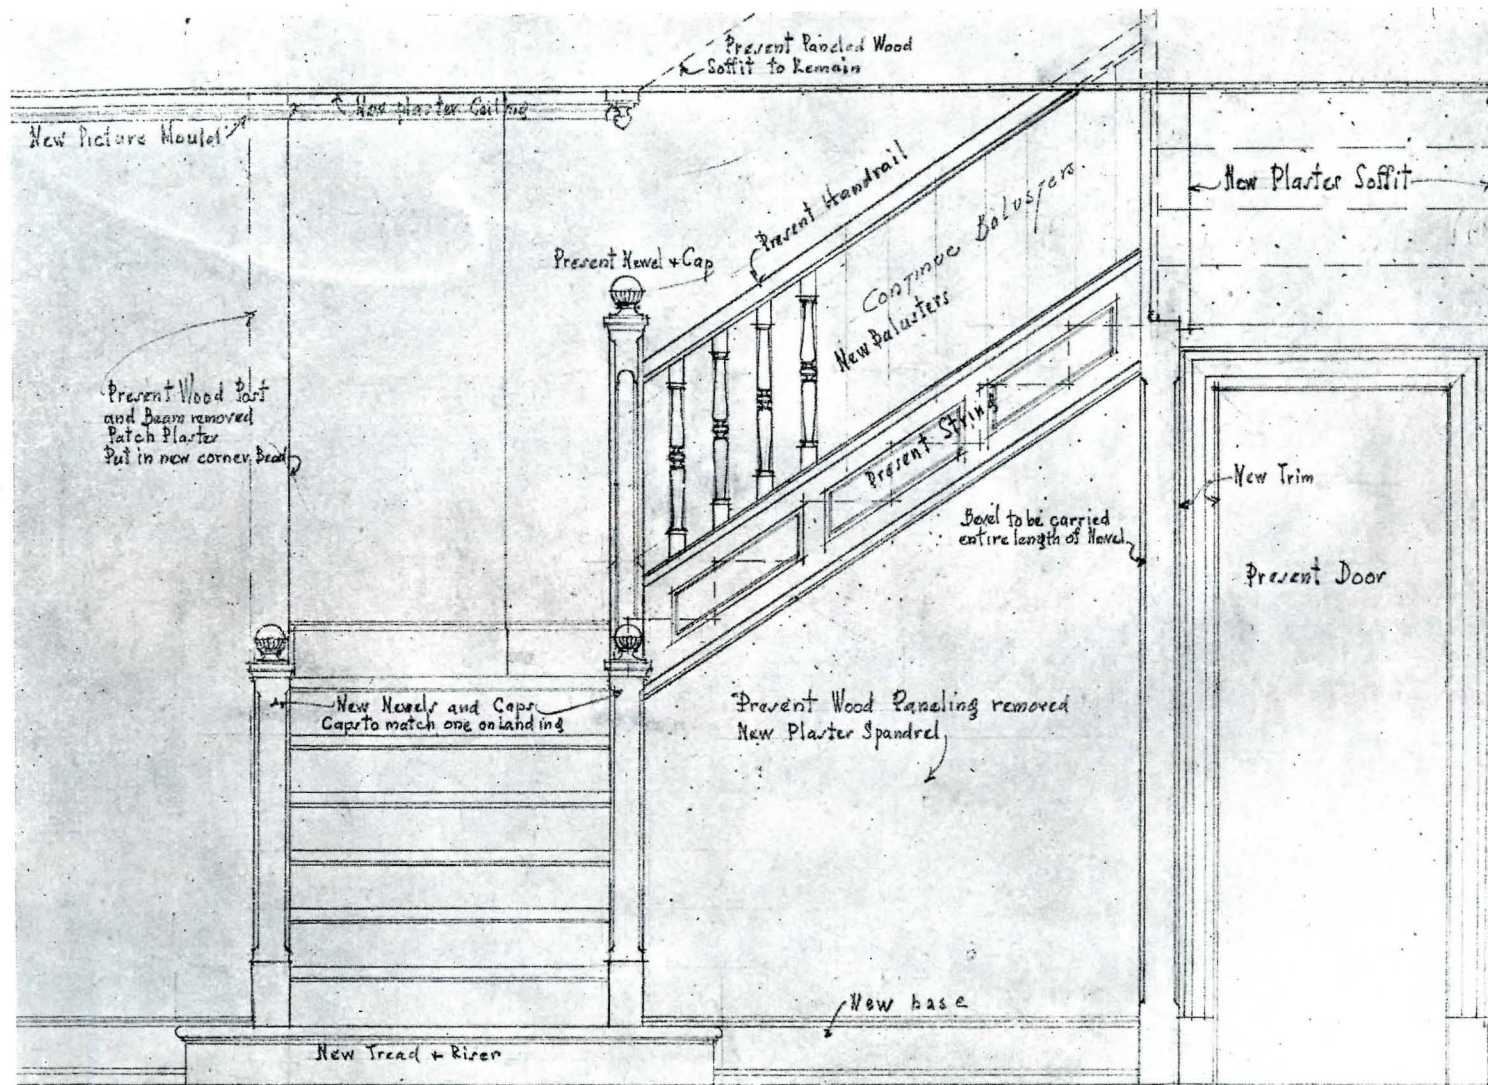 Present Paneled Wood
Soffit to Remain
New Plaster Ceiling
New Picture Mould
New Plaster Soffit
Present Handrail
Continue Balusters
Present Newel + Cap
New Balusters
Present Wood Post
and Beam removed
Patch Plaster
Put in new corner Bead
Present String
New Trim
Bevel to be carried
entire length of Newel
Present Door
New Newels and Caps
Caps to match one on landing
Present Wood Paneling removed
New Plaster Spandrel
New base
New Tread + Riser